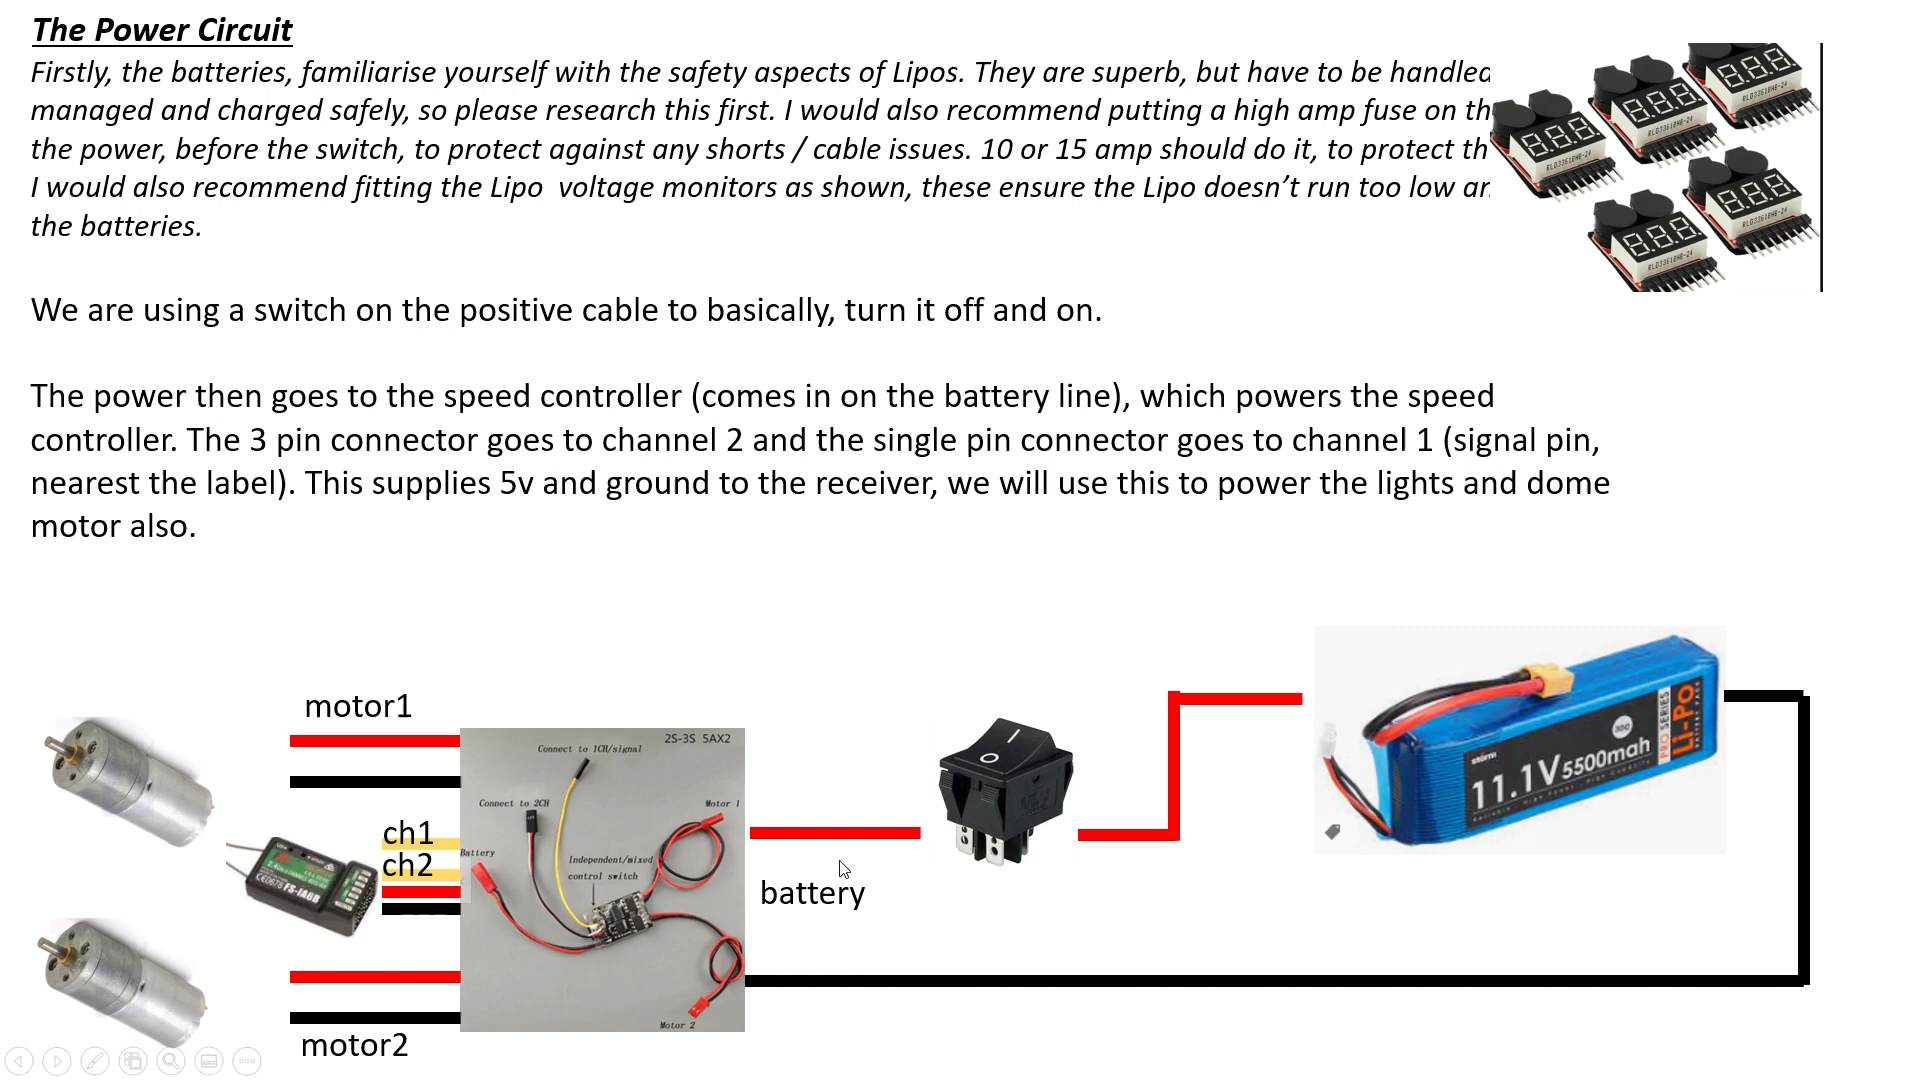 The Power Circuit
Firstly, the batteries, familiarise yourself with the safety aspects of Lipos. They are superb, but have to be handled
managed and charged safely, so please research this first. I would also recommend putting a high amp fuse on th
the power, before the switch, to protect against any shorts / cable issues. 10 or 15 amp should do it, to protect th
I would also recommend fitting the Lipo  voltage monitors as shown, these ensure the Lipo doesn’t run too low an
the batteries.
We are using a switch on the positive cable to basically, turn it off and on.
The power then goes to the speed controller (comes in on the battery line), which powers the speed
controller. The 3 pin connector goes to channel 2 and the single pin connector goes to channel 1 (signal pin,
nearest the label). This supplies 5v and ground to the receiver, we will use this to power the lights and dome
motor also.
motor1
ch1
ch2
motor2
2S-3S 5AX2
Connect to 1CH/signal
Connect to 2CH
Motor 1
Battery
Independent/mixed
control switch
Motor 2
FS-iA6B
battery
storm
11.1V 5500mah
PRO SERIES
Li-Po